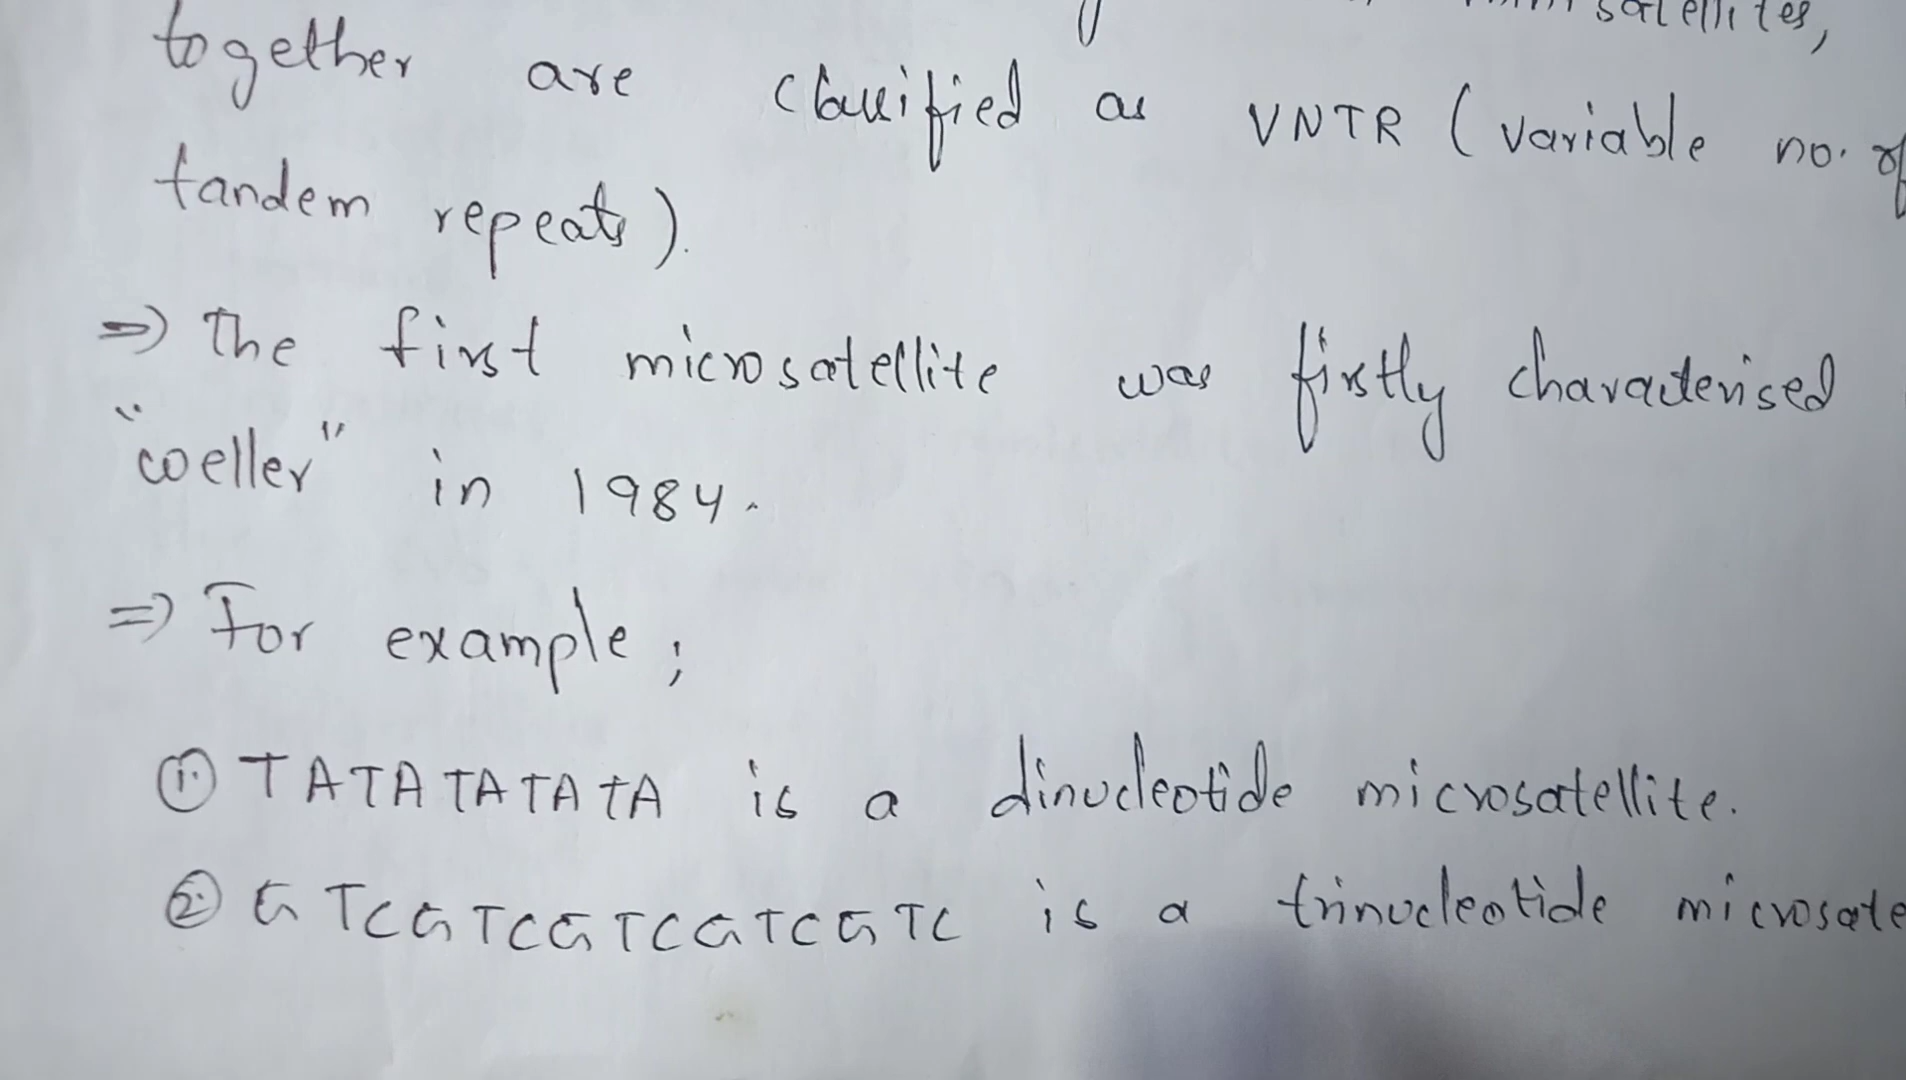 satellites,
together are classified as VNTR (variable no. of
tandem repeats).
⇒ The first microsatellite was firstly characterised
"coeller" in 1984.
⇒ For example;
① TATATATATA is a dinucleotide microsatellite.
② GTCGTCGTCGTCGTC is a trinucleotide microsate